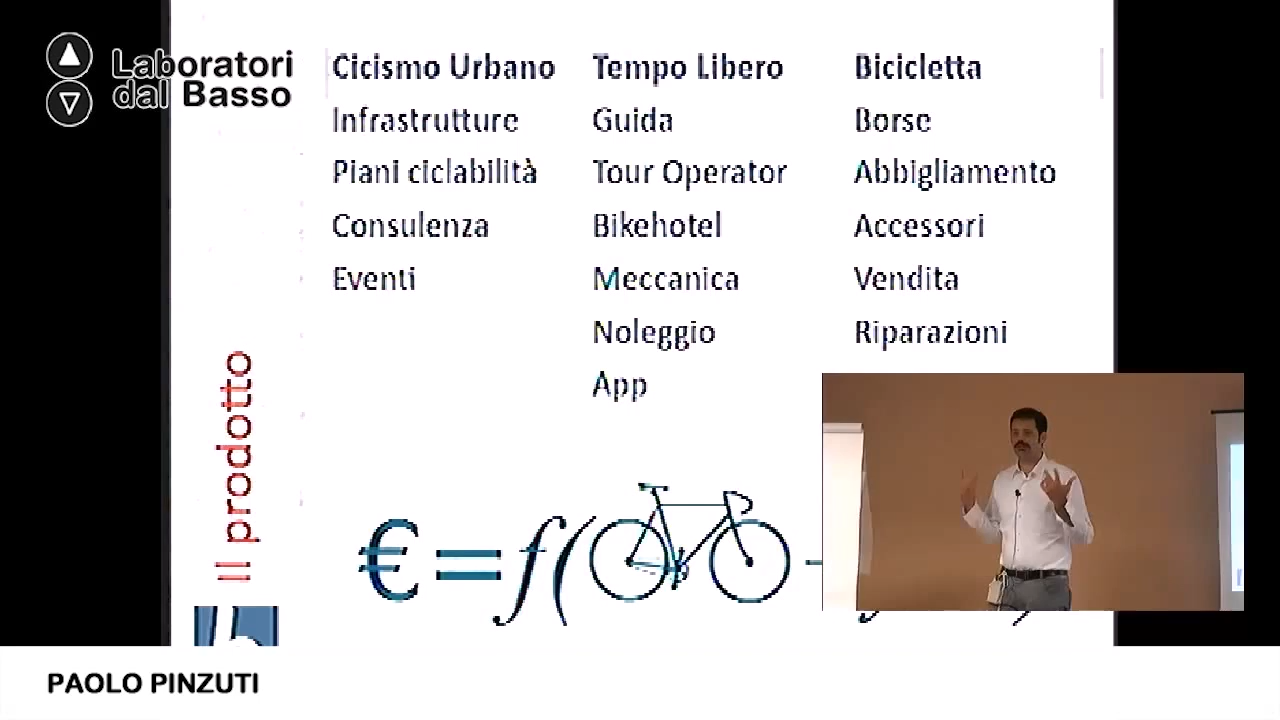 Laboratori
dal Basso
Cicismo Urbano Tempo Libero Bicicletta
Infrastrutture Guida Borse
Piani ciclabilità Tour Operator Abbigliamento
Consulenza Bikehotel Accessori
Eventi Meccanica Vendita
Noleggio Riparazioni
App
Il prodotto
€ = f(
PAOLO PINZUTI